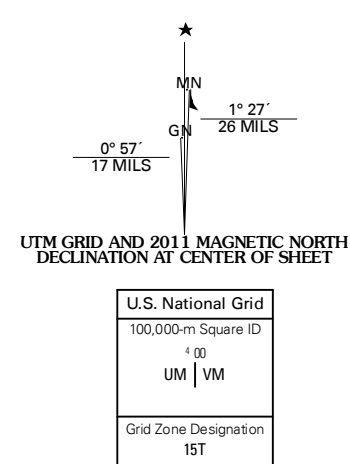 ★
MN
1° 27´
26 MILS
GN
0° 57´
17 MILS
UTM GRID AND 2011 MAGNETIC NORTH
DECLINATION AT CENTER OF SHEET
U.S. National Grid
100,000-m Square ID
4 00
UM | VM
Grid Zone Designation
15T